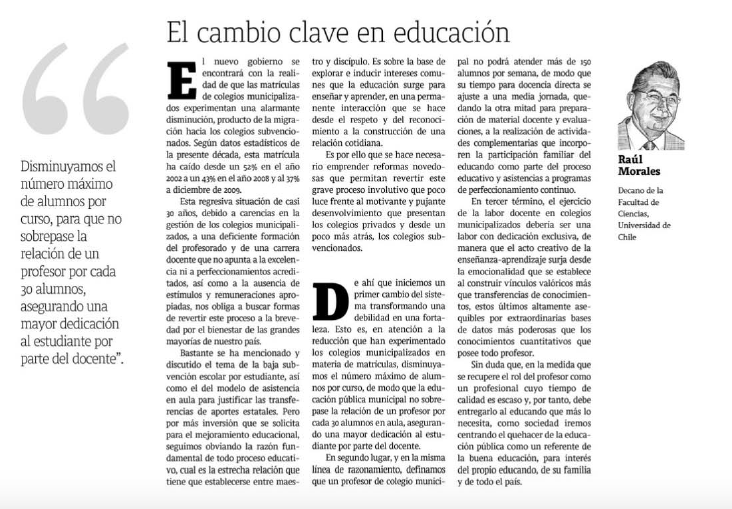 El cambio clave en educación
Disminuyamos el
número máximo
de alumnos por
curso, para que no
sobrepase la
relación de un
profesor por cada
30 alumnos,
asegurando una
mayor dedicación
al estudiante por
parte del docente”.
El nuevo gobierno se
encontrará con la reali-
dad de que las matrículas
de colegios municipaliza-
dos experimentan una alarmante
disminución, producto de la migra-
ción hacia los colegios subvencio-
nados. Según datos estadísticos de
la presente década, esta matrícula
ha caído desde un 52% en el año
2002 a un 43% en el año 2008 y al 37%
a diciembre de 2009.
Esta regresiva situación de casi
30 años, debido a carencias en la
gestión de los colegios municipali-
zados, a una deficiente formación
del profesorado y de una carrera
docente que no apunta a la excelen-
cia ni a perfeccionamientos acredi-
tados, así como a la ausencia de
estímulos y remuneraciones apro-
piadas, nos obliga a buscar formas
de revertir este proceso a la breve-
dad por el bienestar de las grandes
mayorías de nuestro país.
Bastante se ha mencionado y
discutido el tema de la baja sub-
vención escolar por estudiante, así
como el del modelo de asistencia
en aula para justificar las transfe-
rencias de aportes estatales. Pero
por más inversión que se solicita
para el mejoramiento educacional,
seguimos obviando la razón fun-
damental de todo proceso educati-
vo, cual es la estrecha relación que
tiene que establecerse entre maes-
tro y discípulo. Es sobre la base de
explorar e inducir intereses comu-
nes que la educación surge para
enseñar y aprender, en una perma-
nente interacción que se hace
desde el respeto y del reconoci-
miento a la construcción de una
relación cotidiana.
Es por ello que se hace necesa-
rio emprender reformas novedo-
sas que permitan revertir este
grave proceso involutivo que poco
luce frente al motivante y pujante
desenvolvimiento que presentan
los colegios privados y desde un
poco más atrás, los colegios sub-
vencionados.
De ahí que iniciemos un
primer cambio del siste-
ma transformando una
debilidad en una forta-
leza. Esto es, en atención a la
reducción que han experimentado
los colegios municipalizados en
materia de matrículas, disminuya-
mos el número máximo de alum-
nos por curso, de modo que la
educación pública municipal no sobre-
pase la relación de un profesor por
cada 30 alumnos en aula, aseguran-
do una mayor dedicación al estu-
diante por parte del docente.
En segundo lugar, y en la misma
línea de razonamiento, definamos
que un profesor de colegio munici-
pal no podrá atender más de 150
alumnos por semana, de modo que
su tiempo para docencia directa se
ajuste a una media jornada, que-
dando la otra mitad para prepara-
ción de material docente y evalua-
ciones, a la realización de activida-
des complementarias que incorpo-
ren la participación familiar del
educando como parte del proceso
educativo y asistencias a programas
de perfeccionamiento continuo.
En tercer término, el ejercicio
de la labor docente en colegios
municipalizados debería ser una
labor con dedicación exclusiva, de
manera que el acto creativo de la
enseñanza-aprendizaje surja desde
la emocionalidad que se establece
al construir vínculos valóricos más
que transferencias de conocimien-
tos, estos últimos altamente ase-
quibles por extraordinarias bases
de datos más poderosas que los
conocimientos cuantitativos que
posee todo profesor.
Sin duda que, en la medida que
se recupere el rol del profesor como
un profesional cuyo tiempo de
calidad es escaso y, por tanto, debe
entregarlo al educando que más lo
necesita, como sociedad iremos
centrando el quehacer de la educa-
ción pública como un referente de
la buena educación, para interés
del propio educando, de su familia
y de todo el país.
Raúl
Morales
Decano de la
Facultad de
Ciencias,
Universidad de
Chile